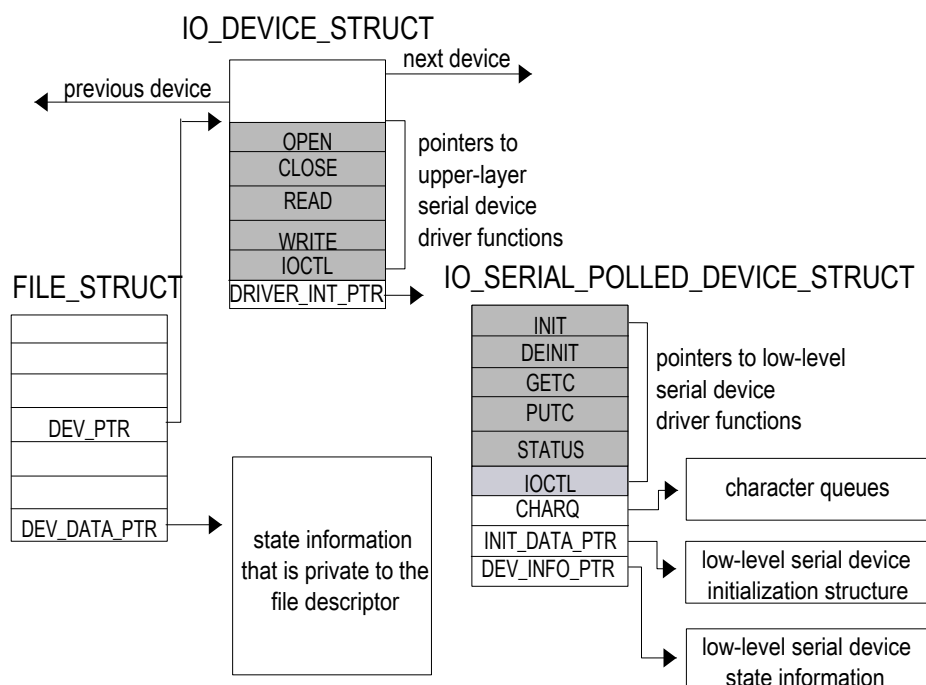 IO_DEVICE_STRUCT
next device
previous device
OPEN
CLOSE
READ
WRITE
IOCTL
DRIVER_INT_PTR
pointers to
upper-layer
serial device
driver functions
FILE_STRUCT
DEV_PTR
DEV_DATA_PTR
state information
that is private to the
file descriptor
IO_SERIAL_POLLED_DEVICE_STRUCT
INIT
DEINIT
GETC
PUTC
STATUS
IOCTL
CHARQ
INIT_DATA_PTR
DEV_INFO_PTR
pointers to low-level
serial device
driver functions
character queues
low-level serial device
initialization structure
low-level serial device
state information